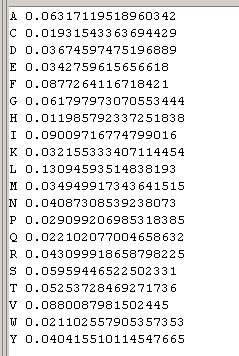 A 0.06317119518960342
C 0.01931543363694429
D 0.03674597475196889
E 0.0342759615656618
F 0.0877264116718421
G 0.061797973070553444
H 0.011985792337251838
I 0.09009716774799016
K 0.032155333407114454
L 0.13094593514838193
M 0.034949917343641515
N 0.04087308539238073
P 0.029099206985318385
Q 0.022102077004658632
R 0.043099918658798225
S 0.05959446522502331
T 0.05253728469271736
V 0.0880087981502445
W 0.021102557905357353
Y 0.040415510114547665